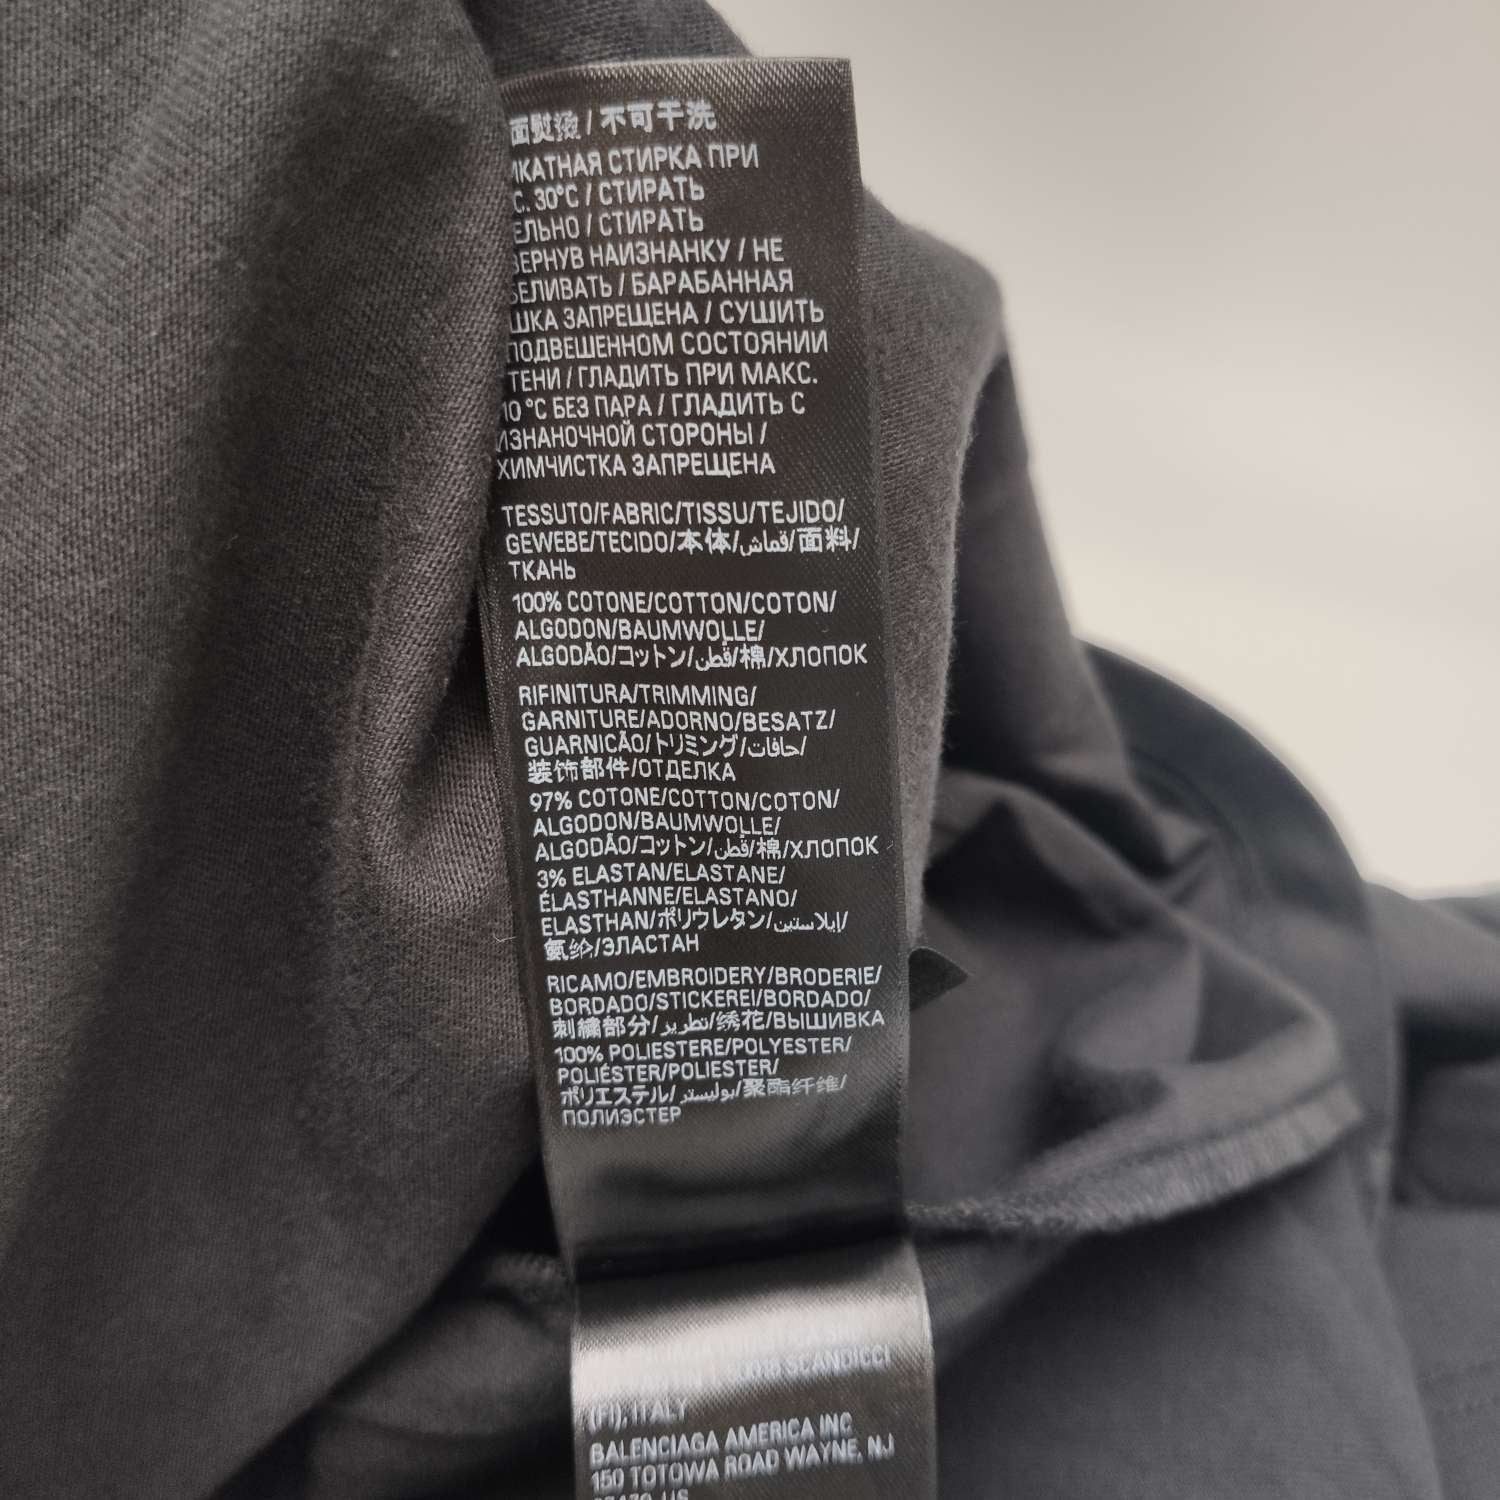 面熨烫 / 不可干洗
ИКАТНАЯ СТИРКА ПРИ
С. 30°C / СТИРАТЬ
ЕЛЬНО / СТИРАТЬ
ВЕРНУВ НАИЗНАНКУ / НЕ
БЕЛИВАТЬ / БАРАБАННАЯ
ШКА ЗАПРЕЩЕНА / СУШИТЬ
ПОДВЕШЕННОМ СОСТОЯНИИ
ТЕНИ / ГЛАДИТЬ ПРИ МАКС.
10 °C БЕЗ ПАРА / ГЛАДИТЬ С
ИЗНАНОЧНОЙ СТОРОНЫ /
ХИМЧИСТКА ЗАПРЕЩЕНА
TESSUTO/FABRIC/TISSU/TEJIDO/
GEWEBE/TECIDO/本体/قماش/面料/
ТКАНЬ
100% COTONE/COTTON/COTON/
ALGODON/BAUMWOLLE/
ALGODÃO/コットン/قطن/棉/ХЛОПОК
RIFINITURA/TRIMMING/
GARNITURE/ADORNO/BESATZ/
GUARNICÃO/トリミング/حافات/
装饰部件/ОТДЕЛКА
97% COTONE/COTTON/COTON/
ALGODON/BAUMWOLLE/
ALGODÃO/コットン/قطن/棉/ХЛОПОК
3% ELASTAN/ELASTANE/
ÉLASTHANNE/ELASTANO/
ELASTHAN/ポリウレタン/إيلاستين/
氨纶/ЭЛАСТАН
RICAMO/EMBROIDERY/BRODERIE/
BORDADO/STICKEREI/BORDADO/
刺繍部分/تطريز/绣花/ВЫШИВКА
100% POLIESTERE/POLYESTER/
POLIÉSTER/POLIESTER/
ポリエステル/بوليستر/聚酯纤维/
ПОЛИЭСТЕР
SCANDICCI
(FI), ITALY
BALENCIAGA AMERICA INC.
150 TOTOWA ROAD WAYNE, NJ